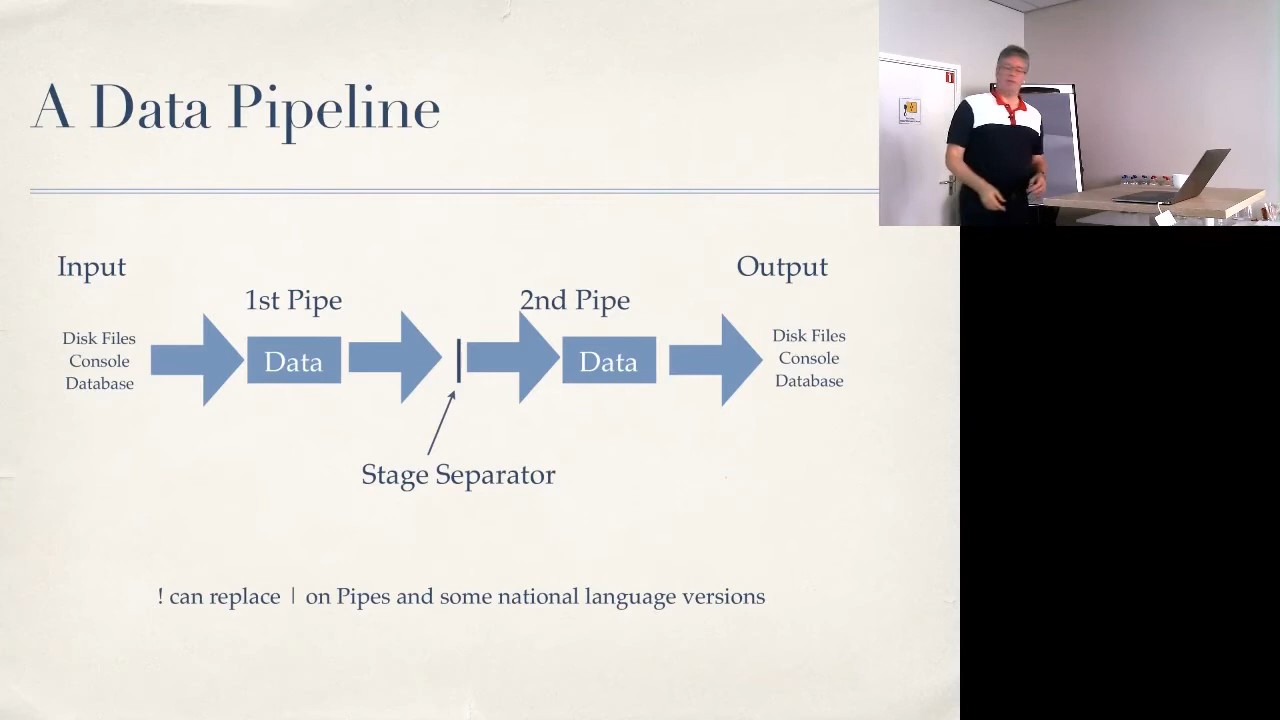 A Data Pipeline
Input
Output
1st Pipe
2nd Pipe
Disk Files
Console
Database
Data
Data
Disk Files
Console
Database
Stage Separator
! can replace | on Pipes and some national language versions